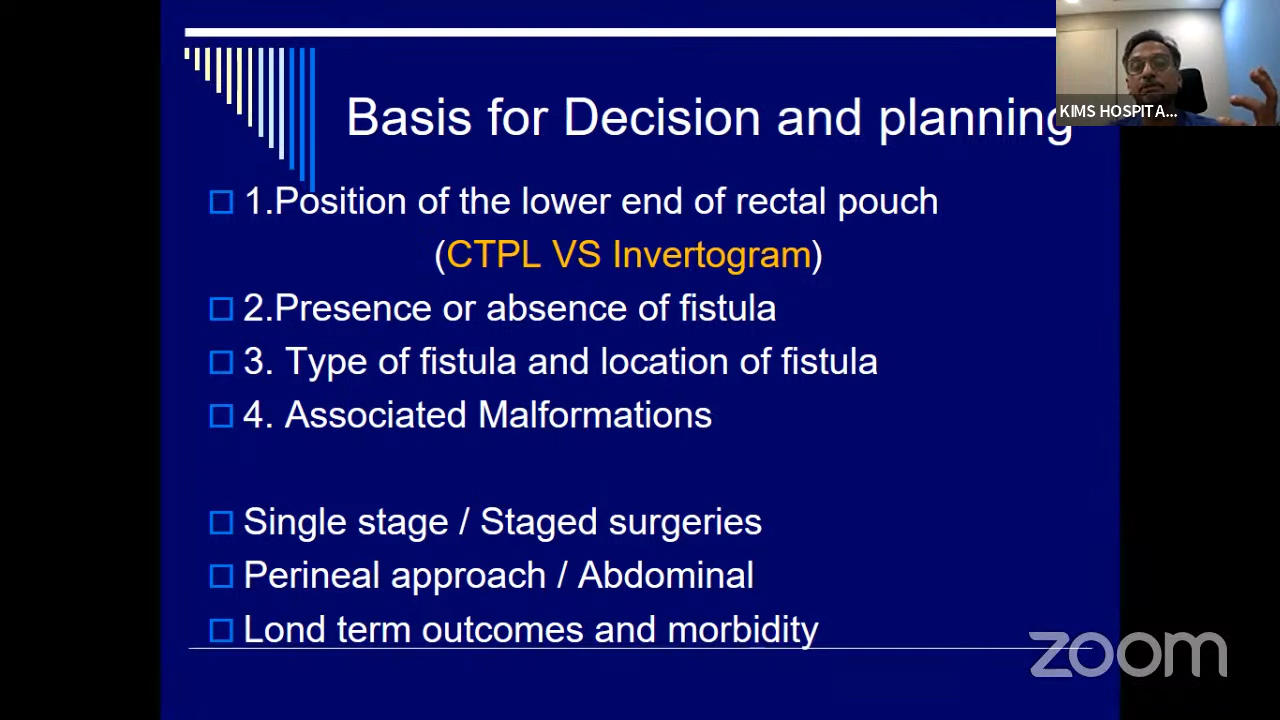 Basis for Decision and planning
KIMS HOSPITA...
1.Position of the lower end of rectal pouch
(CTPL VS Invertogram)
2.Presence or absence of fistula
3. Type of fistula and location of fistula
4. Associated Malformations
Single stage / Staged surgeries
Perineal approach / Abdominal
Lond term outcomes and morbidity
zoom